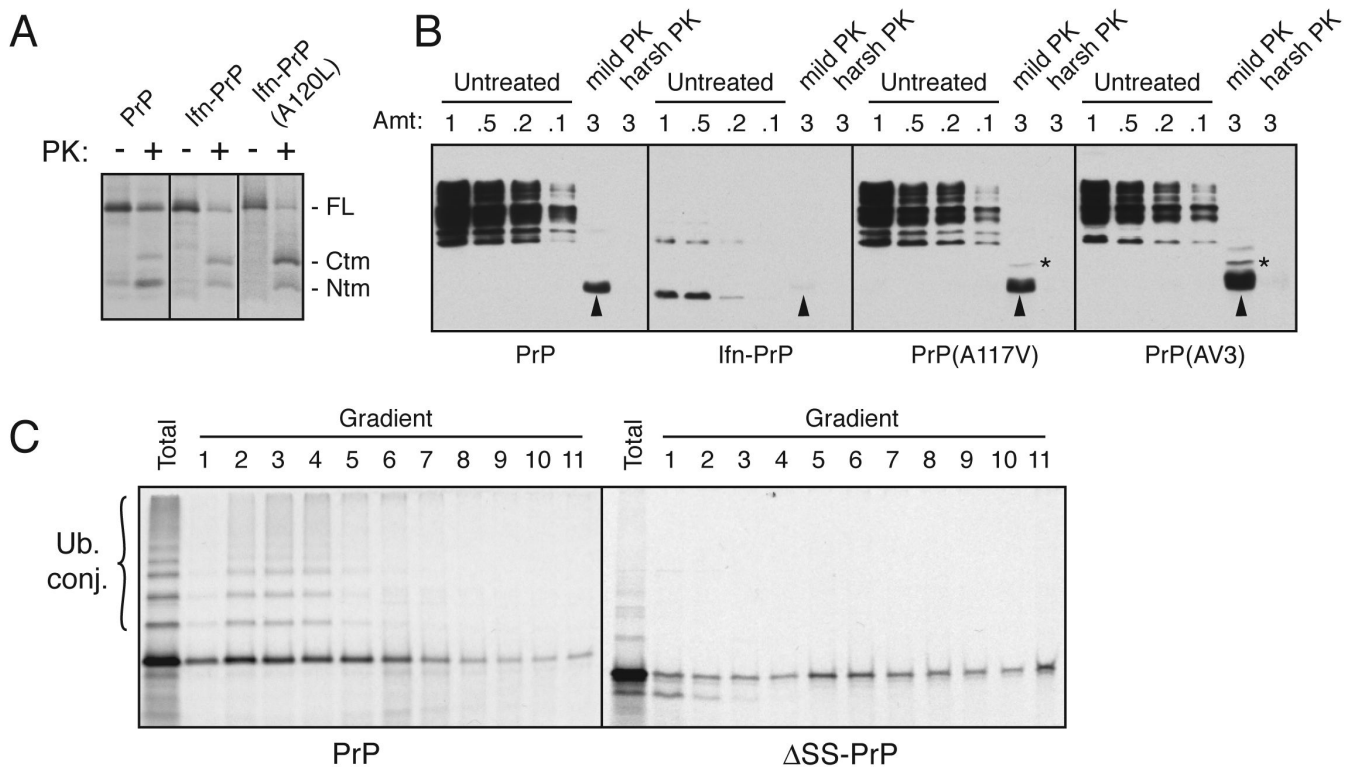 A
PrP
Ifn-PrP
Ifn-PrP
(A120L)
PK: - + - + - +
- FL
- Ctm
- Ntm
B
Untreated mild PK harsh PK Untreated mild PK harsh PK Untreated mild PK harsh PK Untreated mild PK harsh PK
Amt: 1 .5 .2 .1 3 3 1 .5 .2 .1 3 3 1 .5 .2 .1 3 3 1 .5 .2 .1 3 3
* *
PrP Ifn-PrP PrP(A117V) PrP(AV3)
C
Gradient Gradient
Total 1 2 3 4 5 6 7 8 9 10 11 Total 1 2 3 4 5 6 7 8 9 10 11
Ub.
conj.
PrP ΔSS-PrP